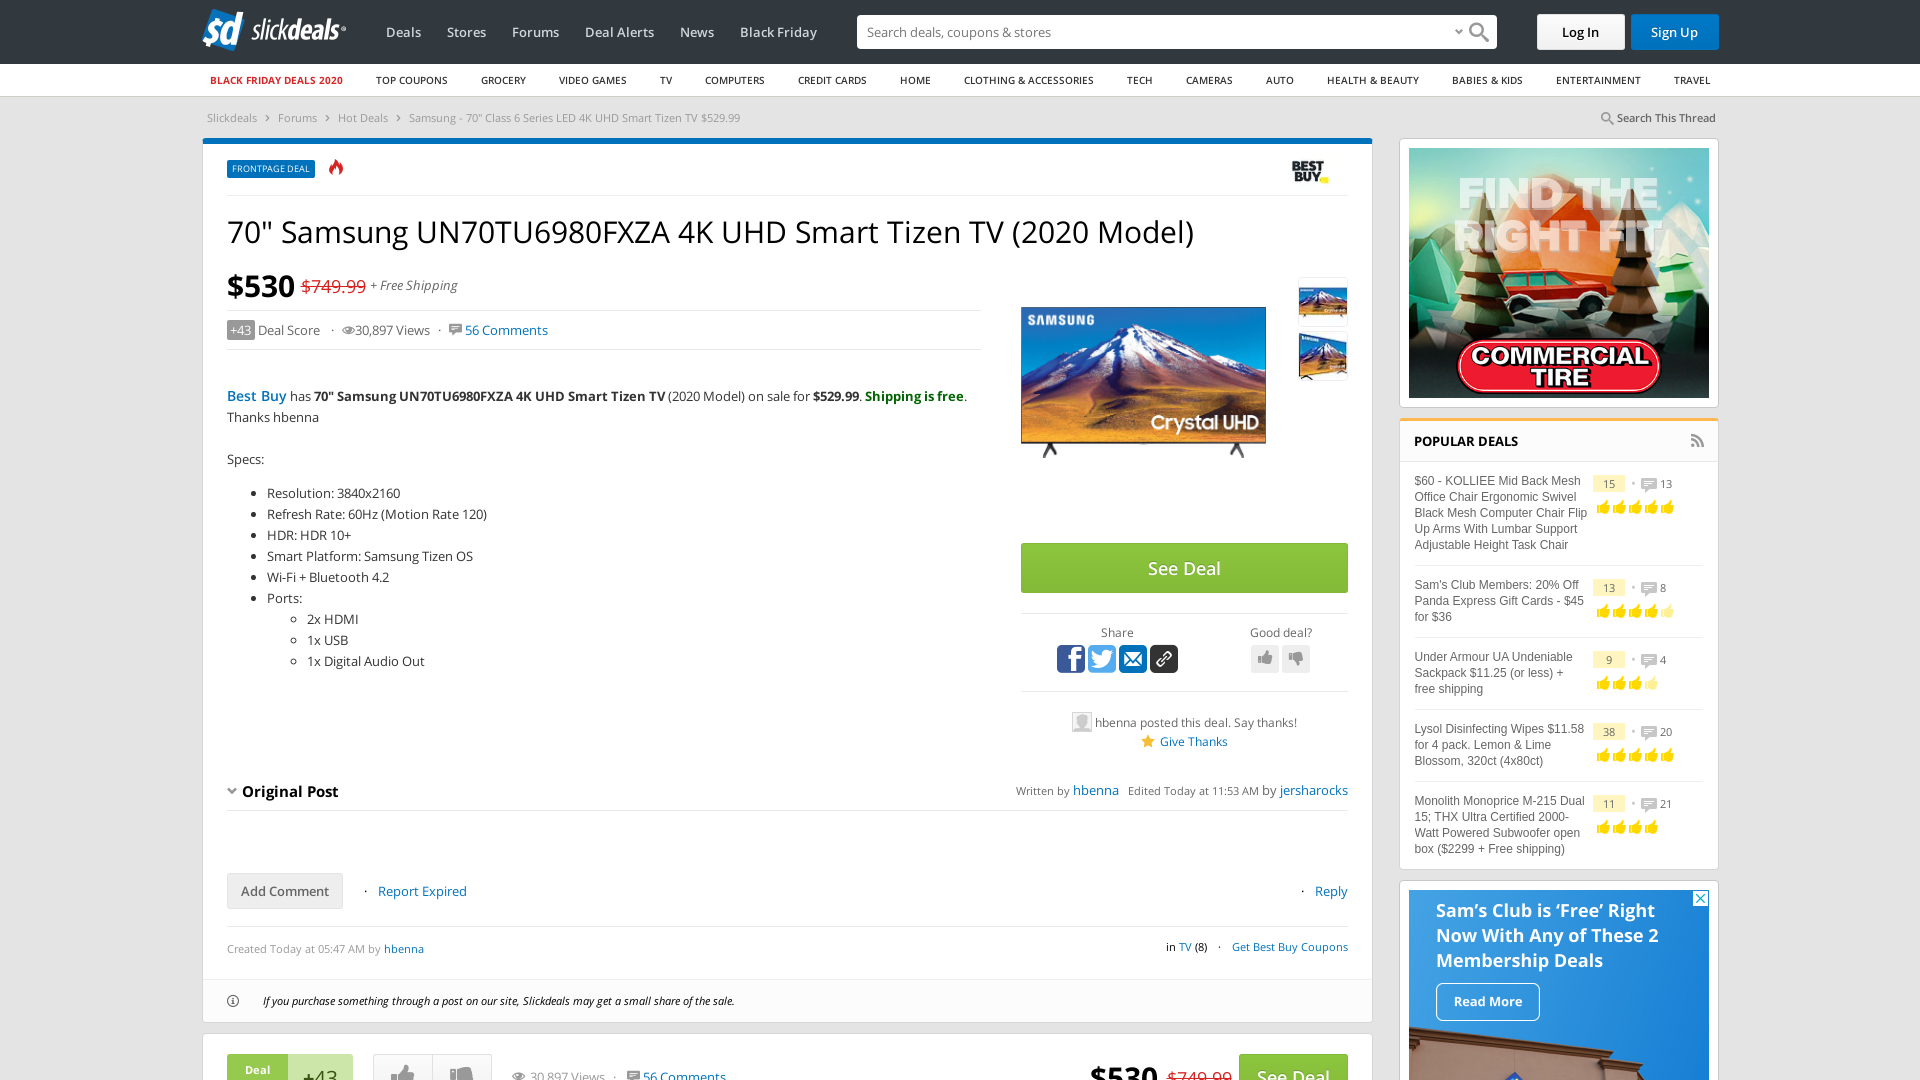 sd slickdeals
Deals
Stores
Forums
Deal Alerts
News
Black Friday
Search deals, coupons & shops
Log In
Sign Up
BLACK FRIDAY DEALS 2020
TOP COUPONS
GROCERY
VIDEO GAMES
TV
COMPUTERS
CREDIT CARDS
HOME
CLOTHING & ACCESSORIES
TECH
CAMERAS
AUTO
HEALTH & BEAUTY
BABIES & KIDS
ENTERTAINMENT
TRAVEL
Slickdeals › Forums › Hot Deals › Samsung - 70" Class 6 Series LED 4K UHD Smart Tizen TV $529.99
Search This Thread
FRONTPAGE DEAL
BEST BUY
70" Samsung UN70TU6980FXZA 4K UHD Smart Tizen TV (2020 Model)
$530 $749.99 + Free Shipping
+43 Deal Score · 30,897 Views · 56 Comments
Best Buy has 70" Samsung UN70TU6980FXZA 4K UHD Smart Tizen TV (2020 Model) on sale for $529.99. Shipping is free.
Thanks hbenna
Specs:
Resolution: 3840x2160
Refresh Rate: 60Hz (Motion Rate 120)
HDR: HDR 10+
Smart Platform: Samsung Tizen OS
Wi-Fi + Bluetooth 4.2
Ports:
2x HDMI
1x USB
1x Digital Audio Out
SAMSUNG
Crystal UHD
See Deal
Share
Good deal?
hbenna posted this deal. Say thanks!
Give Thanks
Original Post
Written by hbenna Edited Today at 11:53 AM by jersharocks
Add Comment · Report Expired
· Reply
Created Today at 05:47 AM by hbenna
in TV (8) · Get Best Buy Coupons
If you purchase something through a post on our site, Slickdeals may get a small share of the sale.
Deal
+43
30,897 Views · 56 Comments
$530 $749.99
See Deal
FIND THE
RIGHT FIT
COMMERCIAL
TIRE
POPULAR DEALS
$60 - KOLLIEE Mid Back Mesh
Office Chair Ergonomic Swivel
Black Mesh Computer Chair Flip
Up Arms With Lumbar Support
Adjustable Height Task Chair
15 · 13
Sam's Club Members: 20% Off
Panda Express Gift Cards - $45
for $36
13 · 8
Under Armour UA Undeniable
Sackpack $11.25 (or less) +
free shipping
9 · 4
Lysol Disinfecting Wipes $11.58
for 4 pack. Lemon & Lime
Blossom, 320ct (4x80ct)
38 · 20
Monolith Monoprice M-215 Dual
15; THX Ultra Certified 2000-
Watt Powered Subwoofer open
box ($2299 + Free shipping)
11 · 21
Sam's Club is 'Free' Right
Now With Any of These 2
Membership Deals
Read More